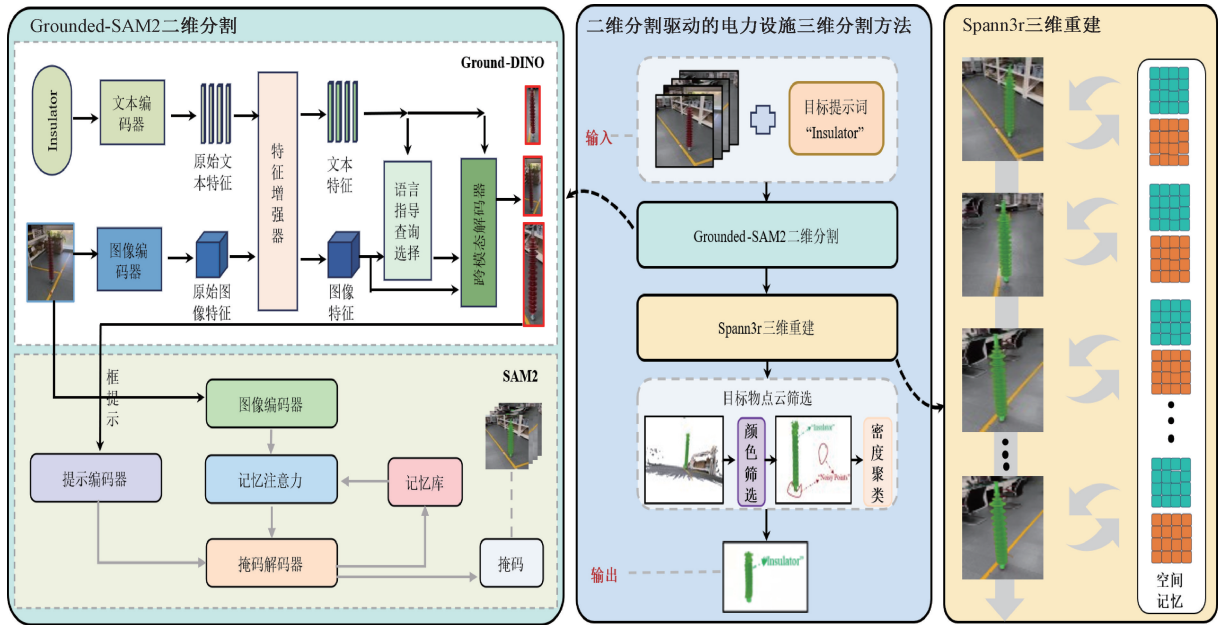 Grounded-SAM2二维分割
Ground-DINO
Insulator
文本编
码器
原始文
本特征
特征增强器
文本
特征
语言
指导
查询
选择
跨模态解码器
图像编
码器
原始图
像特征
图像
特征
SAM2
框提示
图像编码器
提示编码器
记忆注意力
记忆库
掩码解码器
掩码
二维分割驱动的电力设施三维分割方法
输入
目标提示词
“Insulator”
Grounded-SAM2二维分割
Spann3r三维重建
目标物点云筛选
颜色筛选
"Insulator"
"Noisy Points"
密度聚类
输出
"Insulator"
Spann3r三维重建
空间
记忆